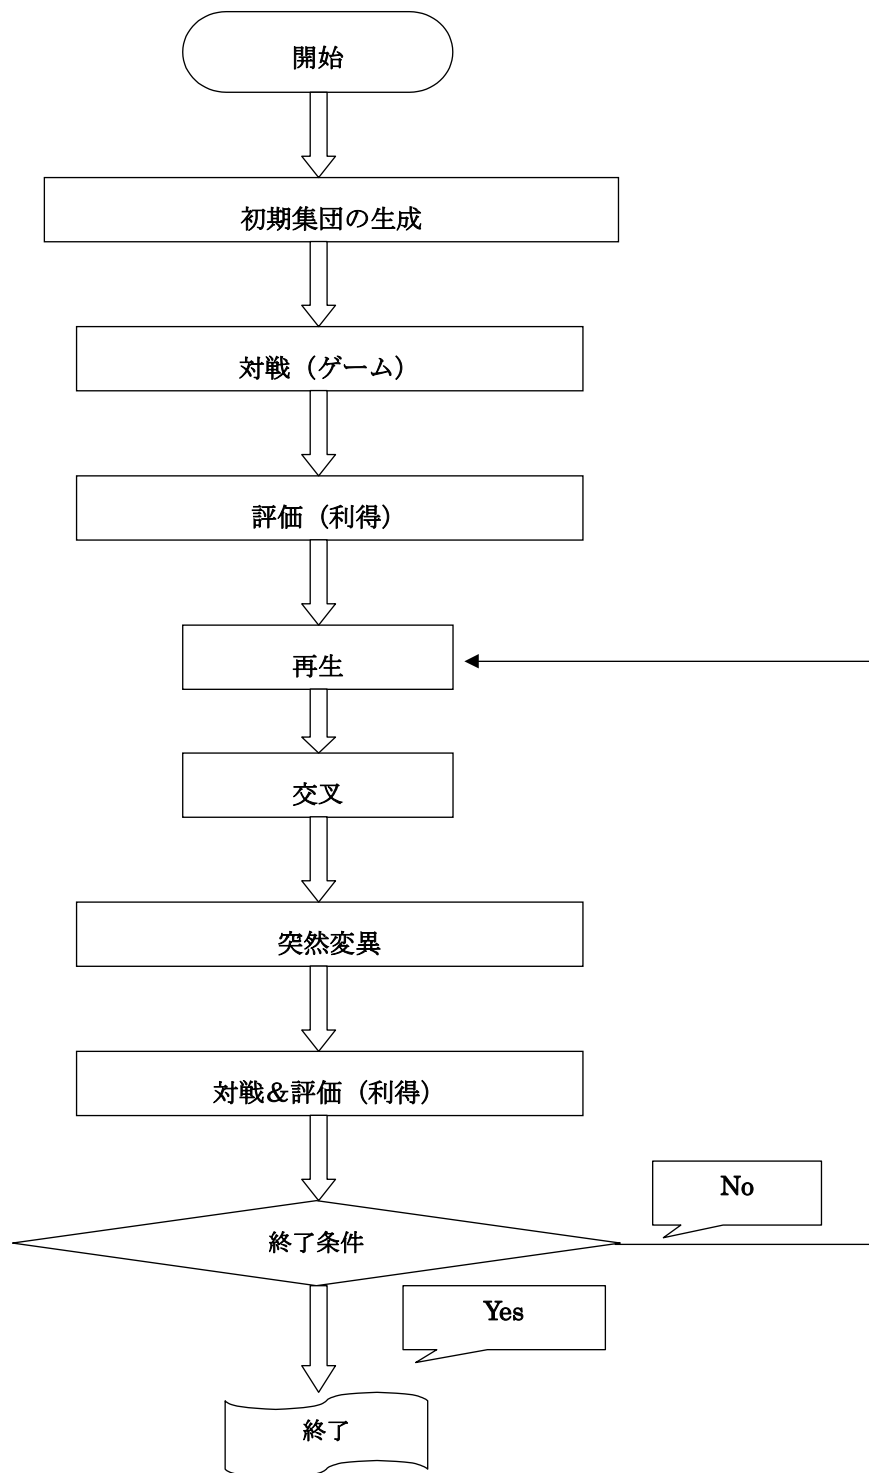 開始
初期集団の生成
対戦（ゲーム）
評価（利得）
再生
交叉
突然変異
対戦＆評価（利得）
No
終了条件
Yes
終了